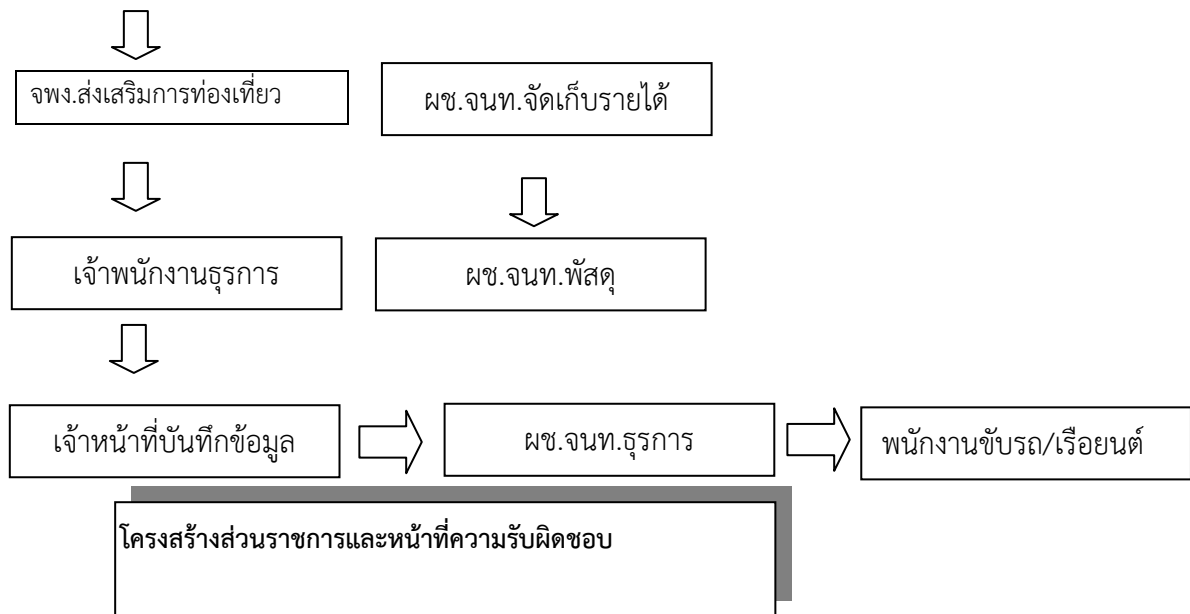 จพง.ส่งเสริมการท่องเที่ยว
ผช.จนท.จัดเก็บรายได้
เจ้าพนักงานธุรการ
ผช.จนท.พัสดุ
เจ้าหน้าที่บันทึกข้อมูล
ผช.จนท.ธุรการ
พนักงานขับรถ/เรือยนต์
โครงสร้างส่วนราชการและหน้าที่ความรับผิดชอบ